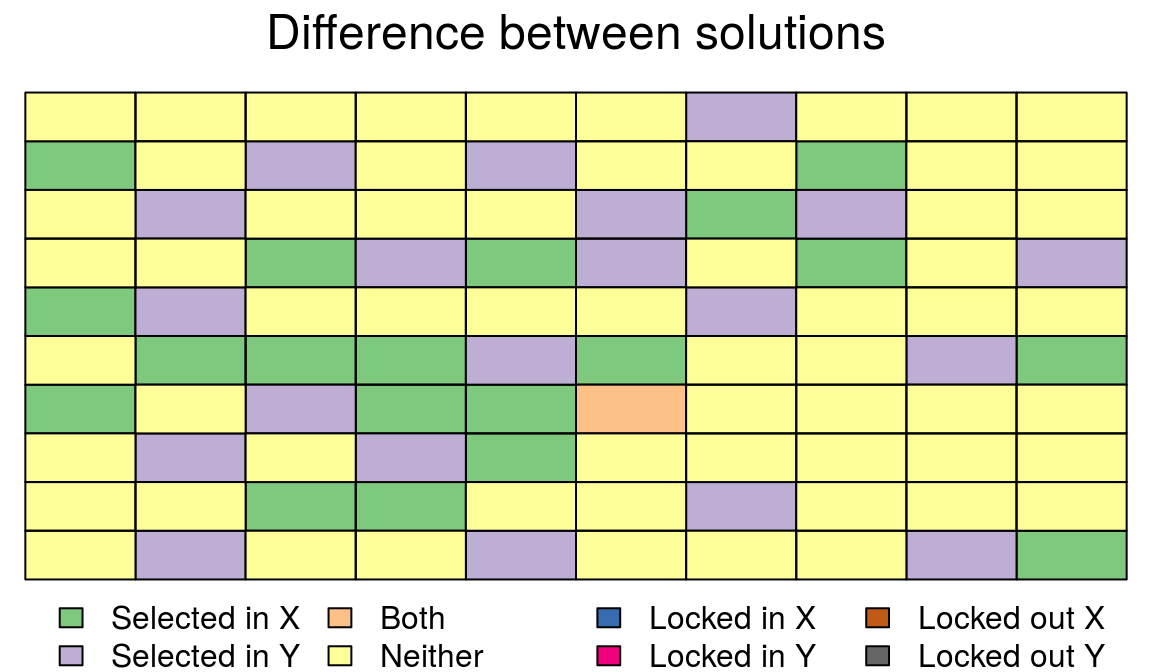 Difference between solutions
Selected in X Both Locked in X Locked out X
Selected in Y Neither Locked in Y Locked out Y